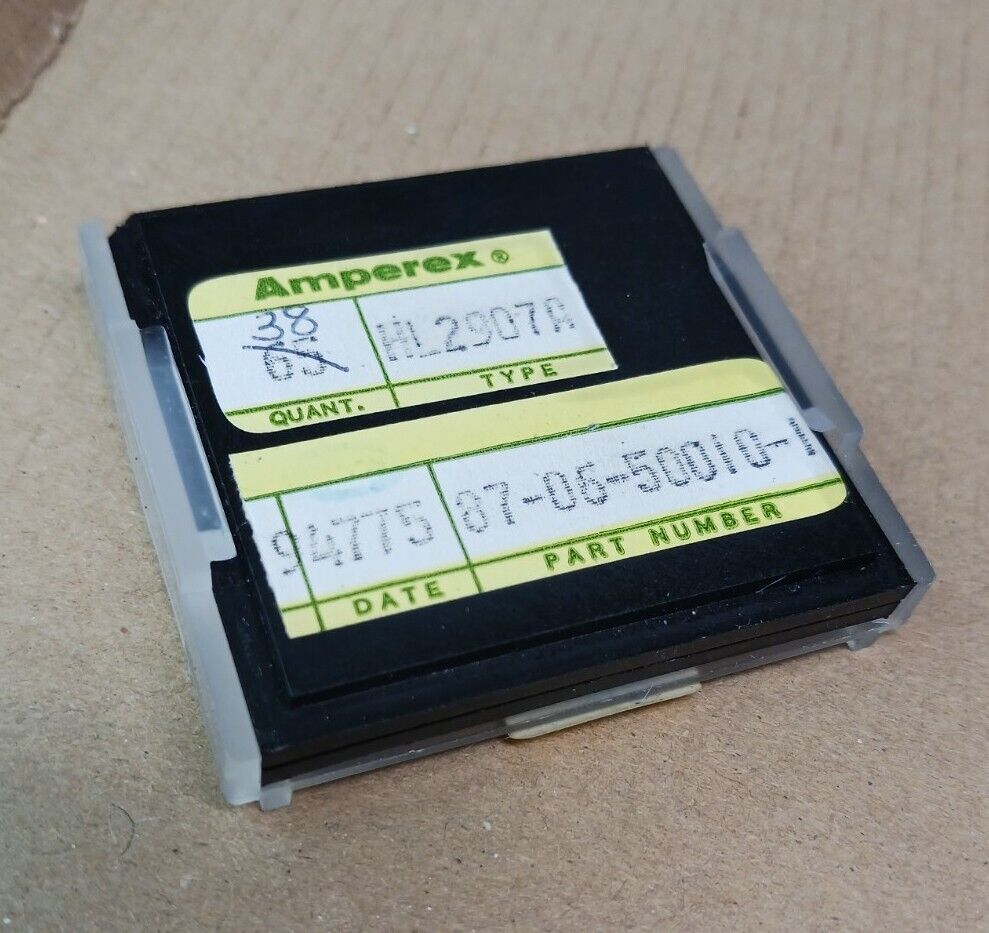 Amperex®
38
65 HL2907A
QUANT. TYPE
94775 87-06-50010-1
DATE PART NUMBER